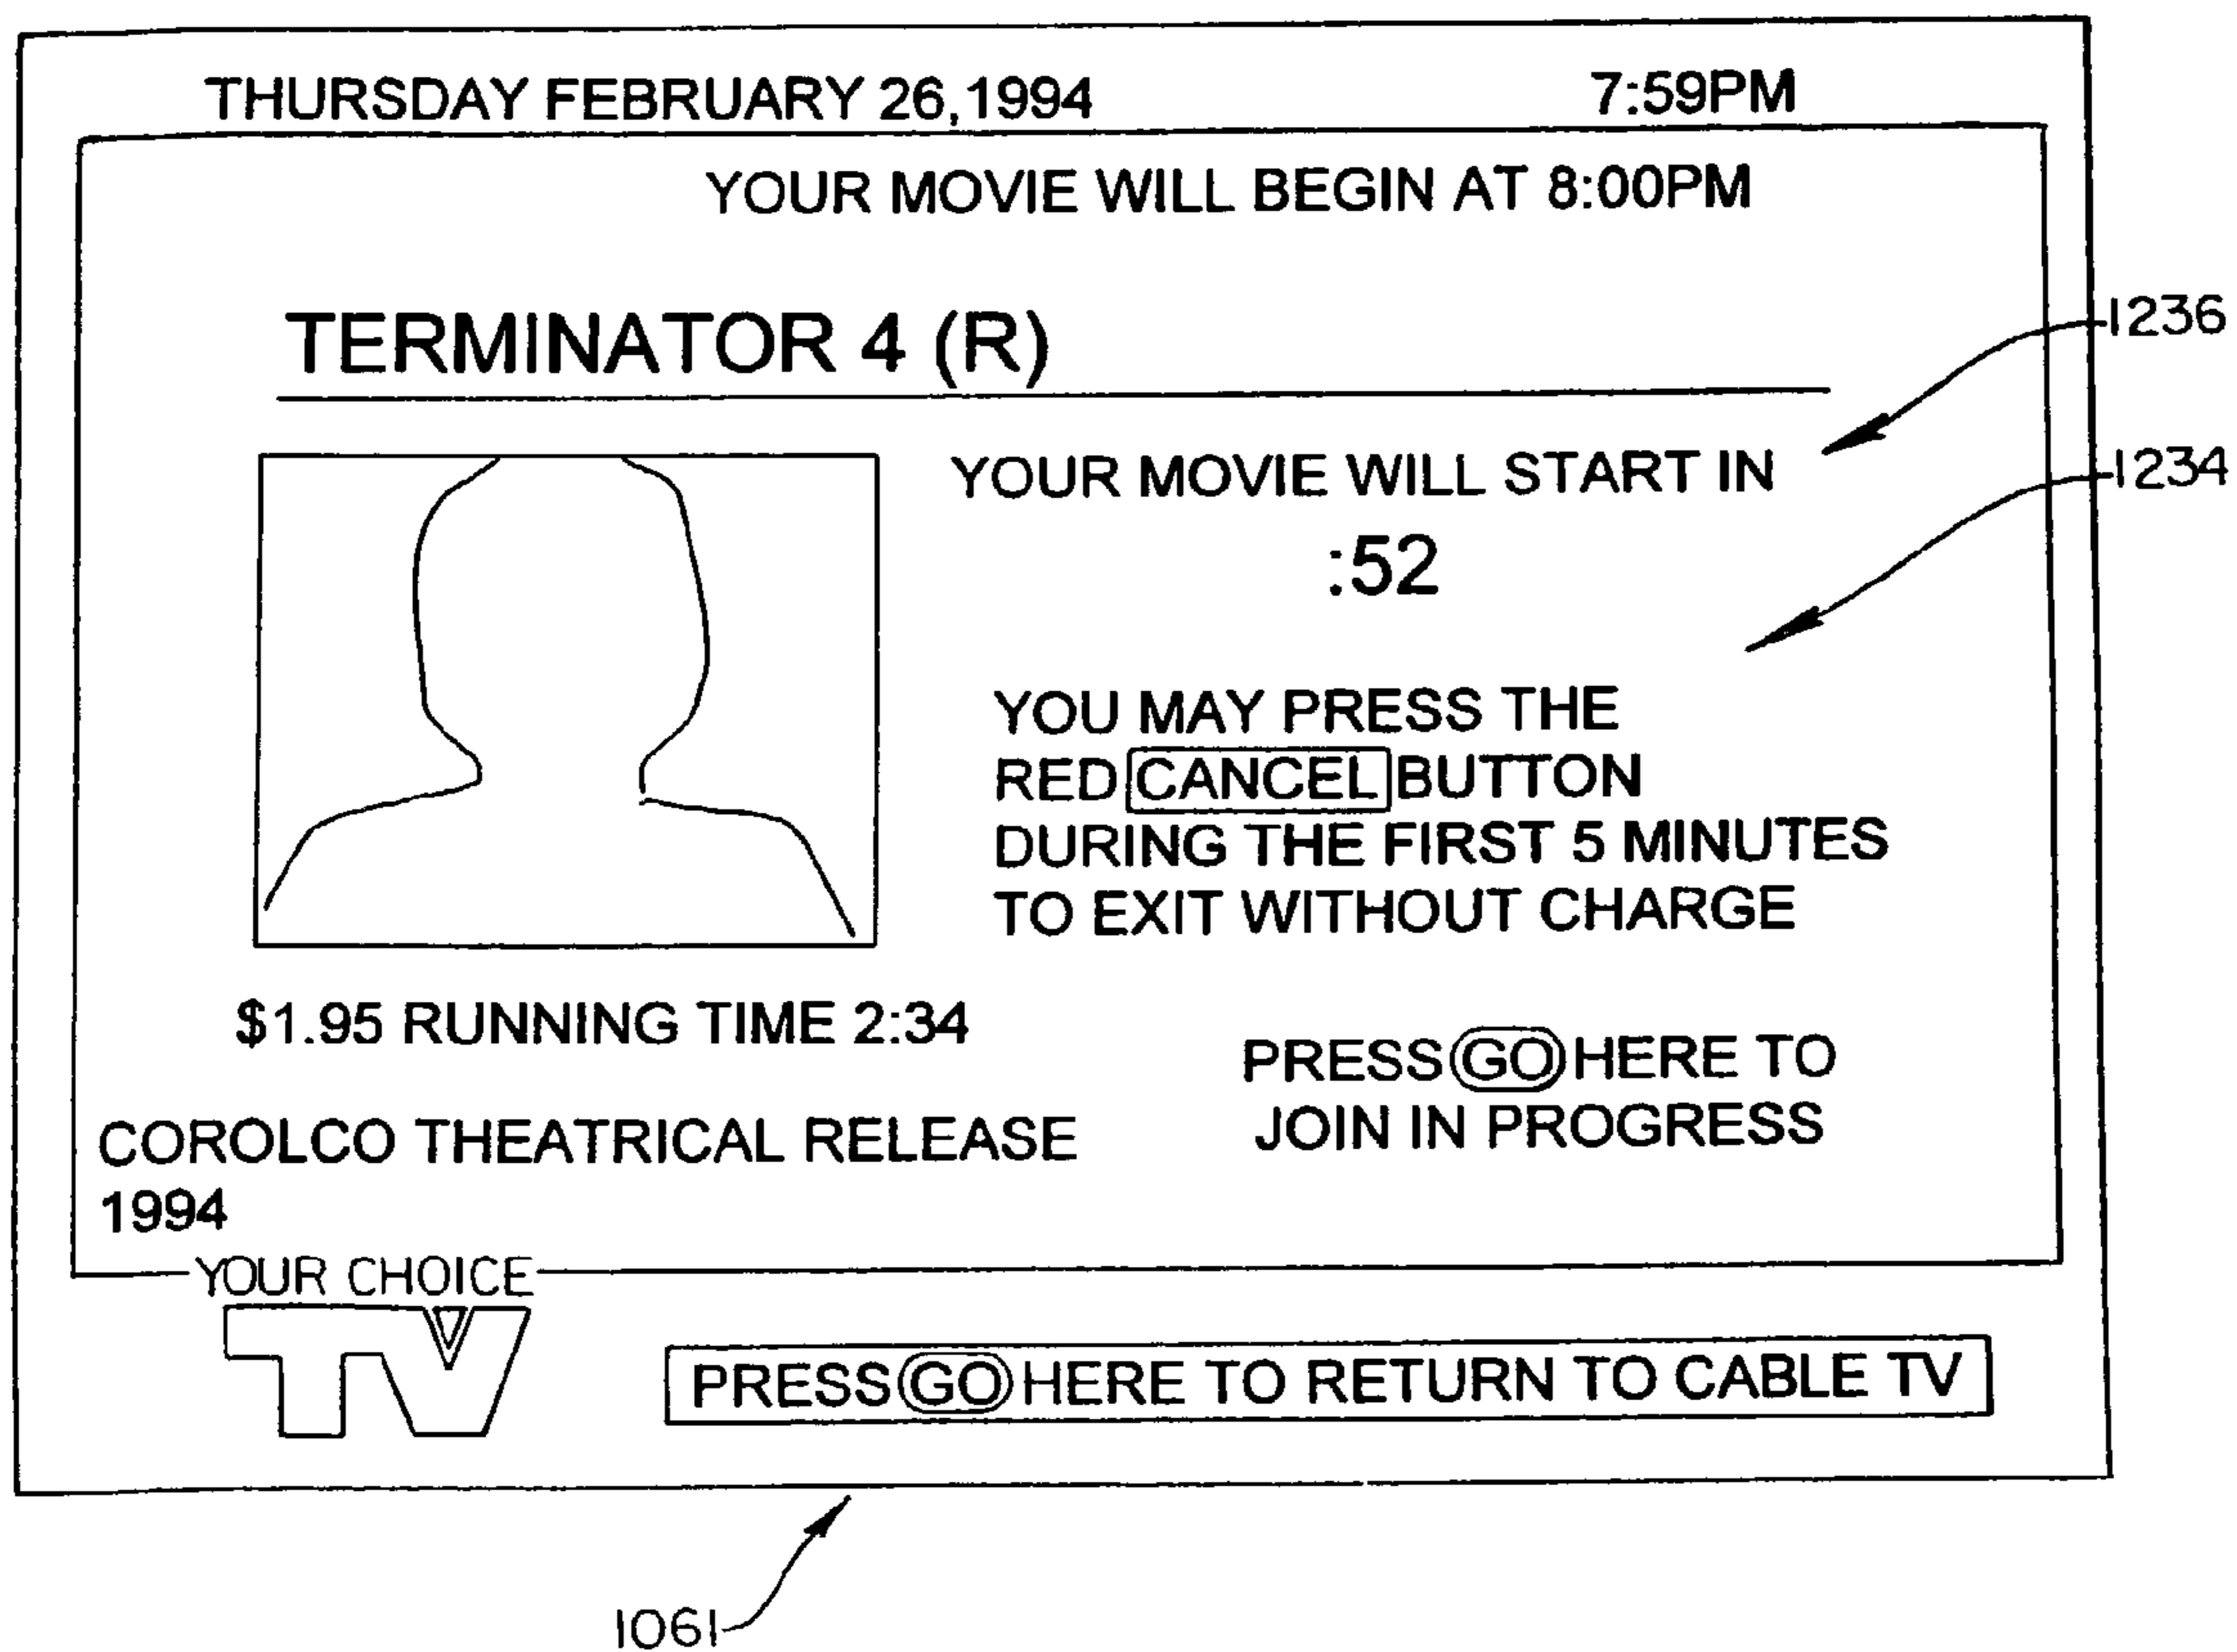 THURSDAY FEBRUARY 26,1994 7:59PM
YOUR MOVIE WILL BEGIN AT 8:00PM
TERMINATOR 4 (R)
1236
YOUR MOVIE WILL START IN
1234
:52
YOU MAY PRESS THE
RED CANCEL BUTTON
DURING THE FIRST 5 MINUTES
TO EXIT WITHOUT CHARGE
$1.95 RUNNING TIME 2:34
PRESS GO HERE TO
JOIN IN PROGRESS
COROLCO THEATRICAL RELEASE
1994
YOUR CHOICE
TV
PRESS GO HERE TO RETURN TO CABLE TV
1061